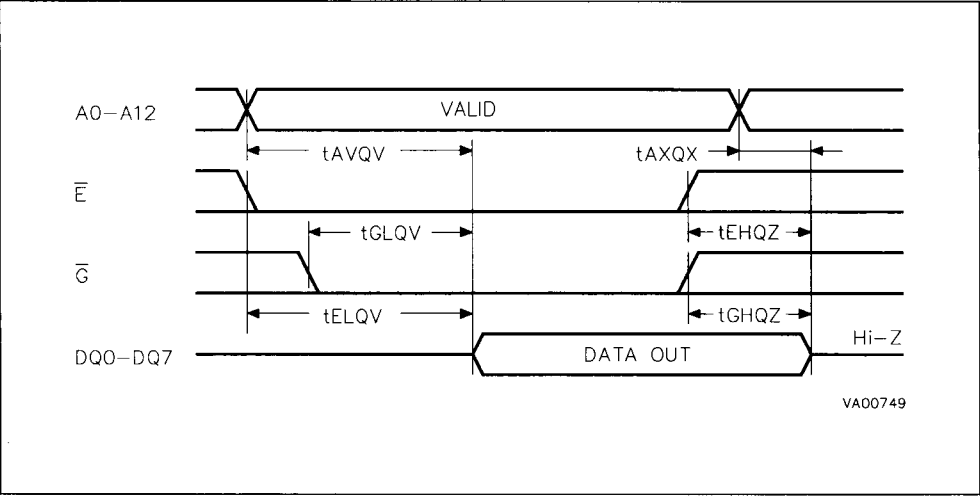 A0-A12
VALID
tAVQV
tAXQX
E̅
tGLQV
tEHQZ
G̅
tELQV
tGHQZ
DQ0-DQ7
DATA OUT
Hi-Z
VA00749